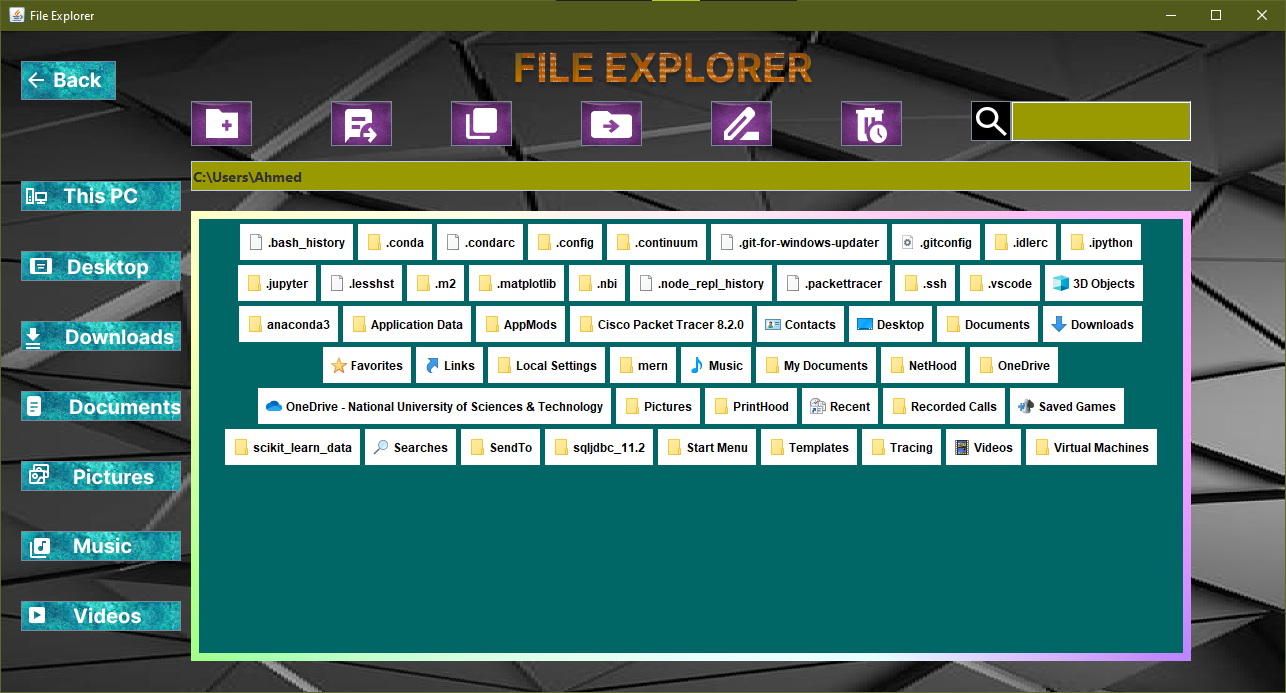 File Explorer
FILE EXPLORER
Back
C:\Users\Ahmed
This PC
Desktop
Downloads
Documents
Pictures
Music
Videos
.bash_history .conda .condarc .config .continuum .git-for-windows-updater .gitconfig .idlerc .ipython
.jupyter .lesshst .m2 .matplotlib .nbi .node_repl_history .packettracer .ssh .vscode 3D Objects
anaconda3 Application Data AppMods Cisco Packet Tracer 8.2.0 Contacts Desktop Documents Downloads
Favorites Links Local Settings mern Music My Documents NetHood OneDrive
OneDrive - National University of Sciences & Technology Pictures PrintHood Recent Recorded Calls Saved Games
scikit_learn_data Searches SendTo sqljdbc_11.2 Start Menu Templates Tracing Videos Virtual Machines